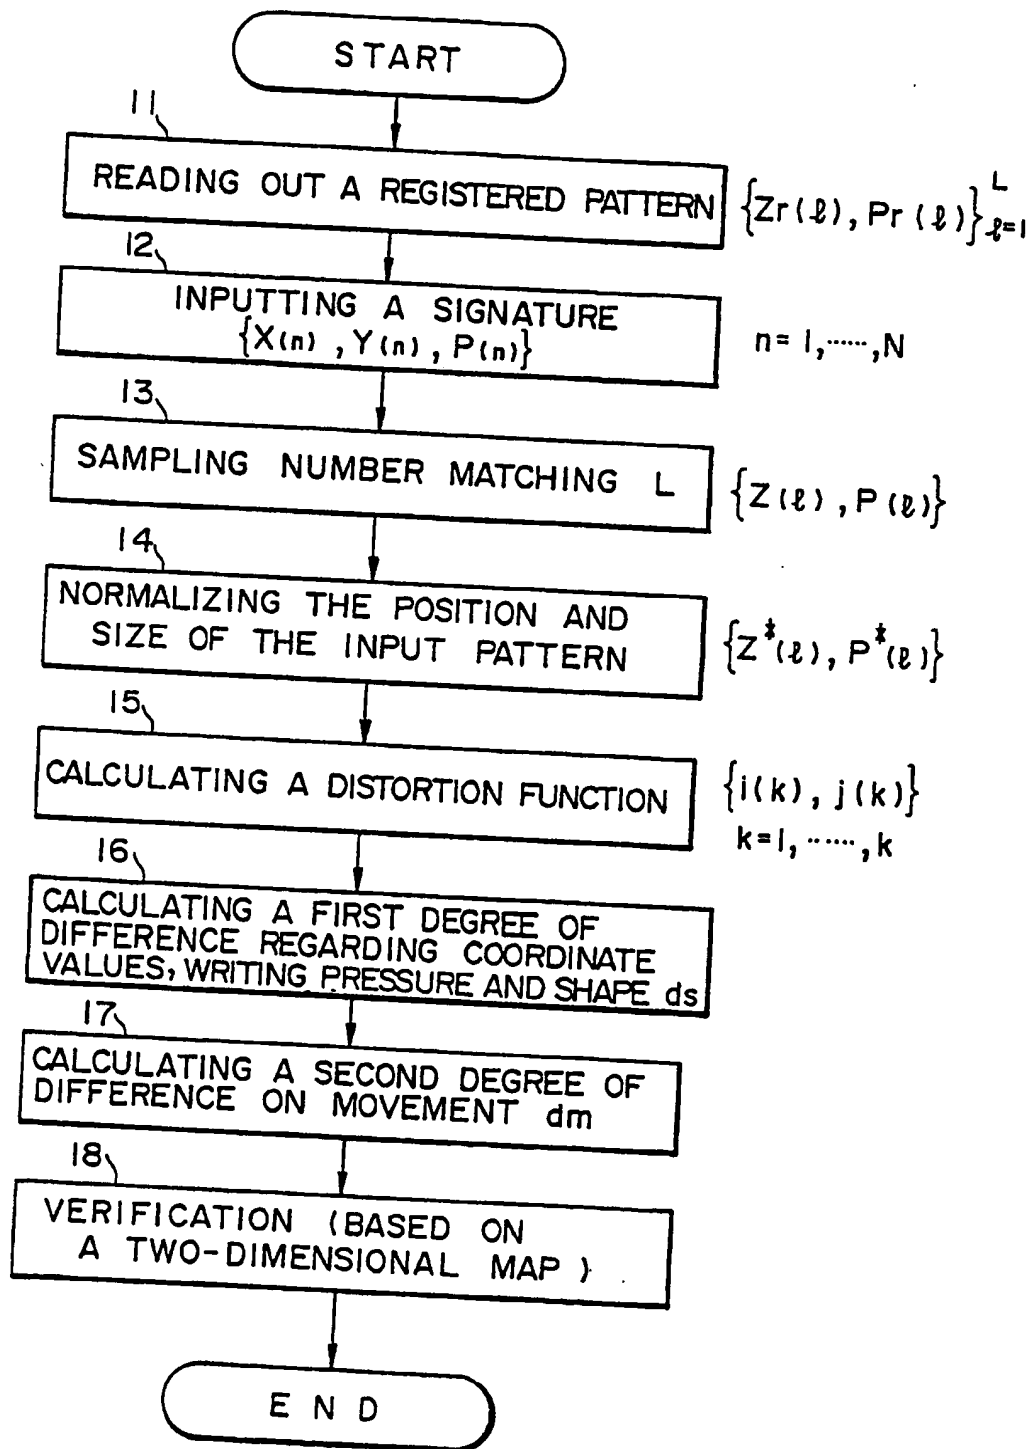 START
11
READING OUT A REGISTERED PATTERN {Zr(ℓ), Pr(ℓ)}ᴸℓ=1
12
INPUTTING A SIGNATURE
{X(n), Y(n), P(n)} n=1,......,N
13
SAMPLING NUMBER MATCHING L {Z(ℓ), P(ℓ)}
14
NORMALIZING THE POSITION AND
SIZE OF THE INPUT PATTERN {Z*(ℓ), P*(ℓ)}
15
CALCULATING A DISTORTION FUNCTION {i(k), j(k)}
k=1,......,k
16
CALCULATING A FIRST DEGREE OF
DIFFERENCE REGARDING COORDINATE
VALUES, WRITING PRESSURE AND SHAPE ds
17
CALCULATING A SECOND DEGREE OF
DIFFERENCE ON MOVEMENT dm
18
VERIFICATION (BASED ON
A TWO-DIMENSIONAL MAP)
END